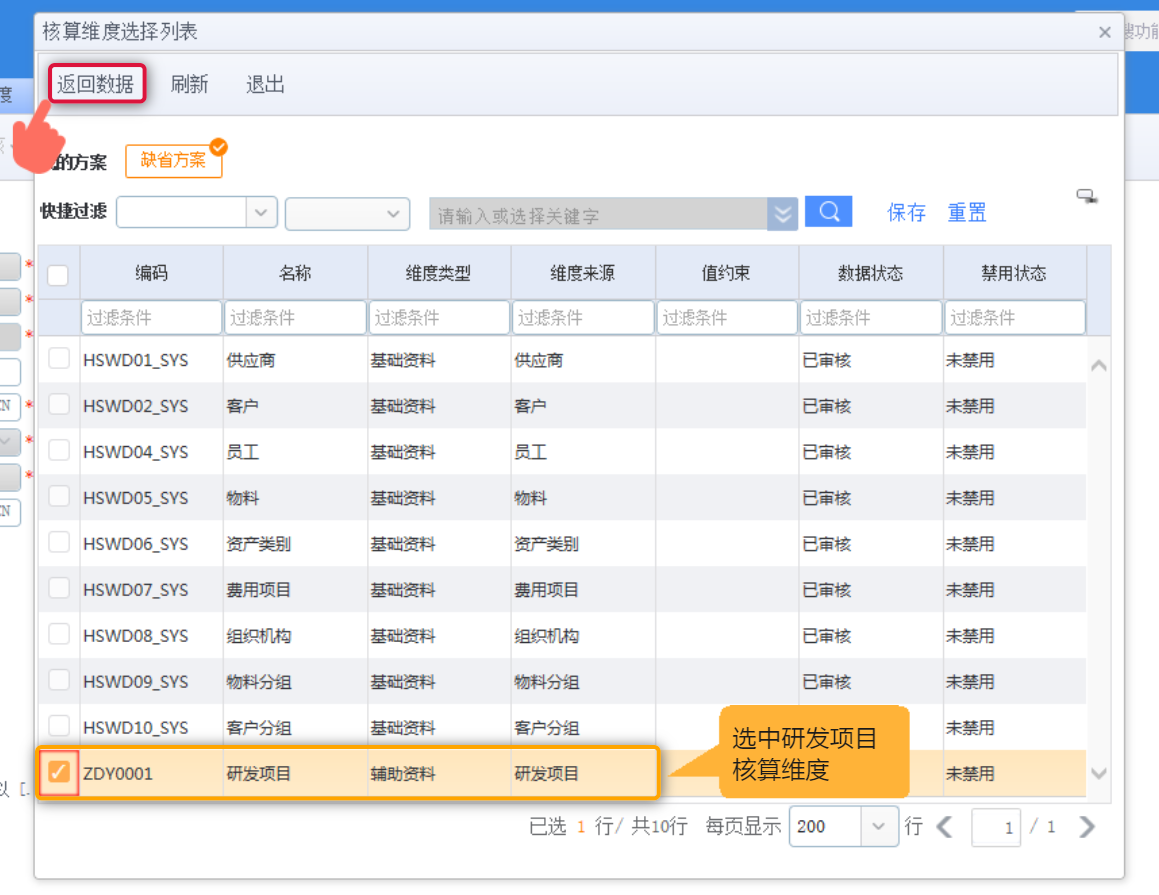 核算维度选择列表
×
搜功能
返回数据 刷新 退出
度
的方案 缺省方案
快捷过滤 请输入或选择关键字 保存 重置
编码 名称 维度类型 维度来源 值约束 数据状态 禁用状态
过滤条件 过滤条件 过滤条件 过滤条件 过滤条件 过滤条件 过滤条件
HSWD01_SYS 供应商 基础资料 供应商 已审核 未禁用
HSWD02_SYS 客户 基础资料 客户 已审核 未禁用
HSWD04_SYS 员工 基础资料 员工 已审核 未禁用
HSWD05_SYS 物料 基础资料 物料 已审核 未禁用
HSWD06_SYS 资产类别 基础资料 资产类别 已审核 未禁用
HSWD07_SYS 费用项目 基础资料 费用项目 已审核 未禁用
HSWD08_SYS 组织机构 基础资料 组织机构 已审核 未禁用
HSWD09_SYS 物料分组 基础资料 物料分组 已审核 未禁用
HSWD10_SYS 客户分组 基础资料 客户分组 未禁用
ZDY0001 研发项目 辅助资料 研发项目 未禁用
选中研发项目
核算维度
已选 1 行/ 共10行 每页显示 200 行 1 / 1